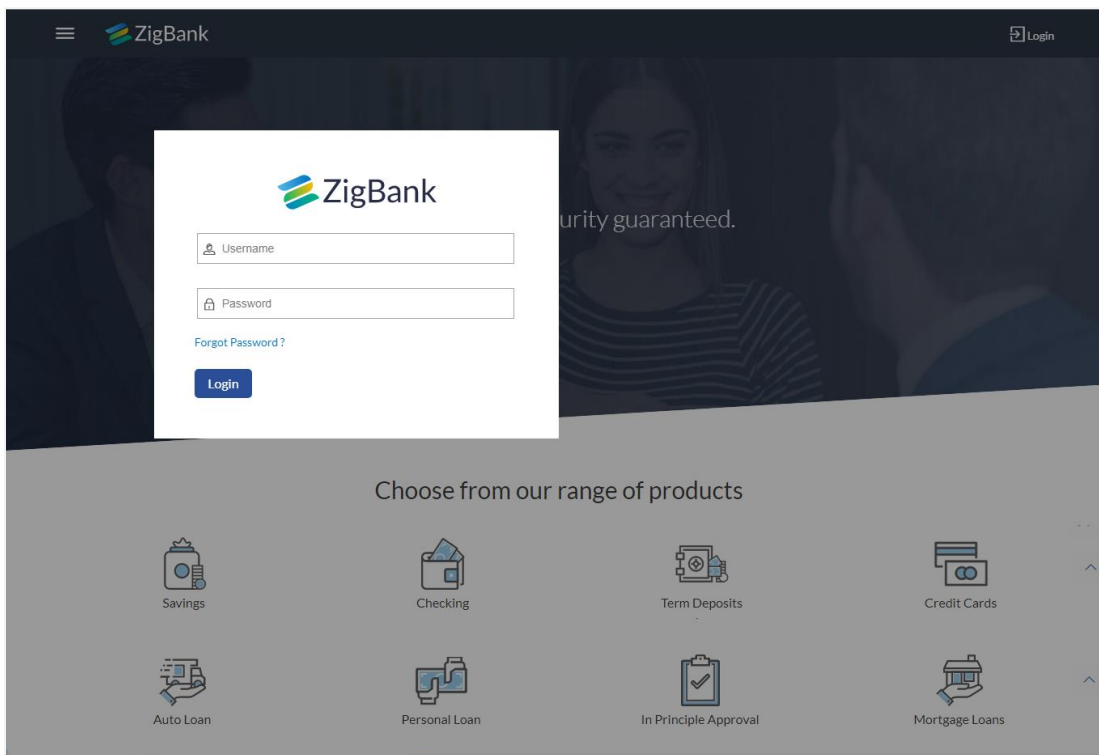 ZigBank
Login
ZigBank
urity guaranteed.
Username
Password
Forgot Password ?
Login
Choose from our range of products
Savings
Checking
Term Deposits
Credit Cards
Auto Loan
Personal Loan
In Principle Approval
Mortgage Loans